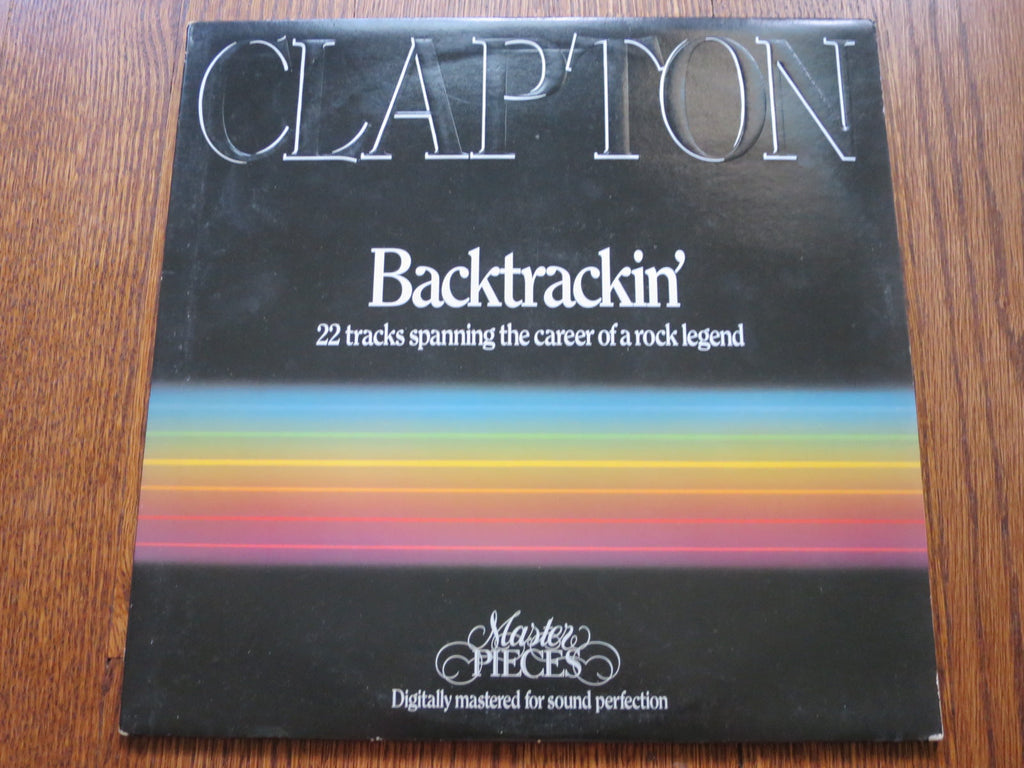 CLAPTON
Backtrackin'
22 tracks spanning the career of a rock legend
Master
PIECES
Digitally mastered for sound perfection